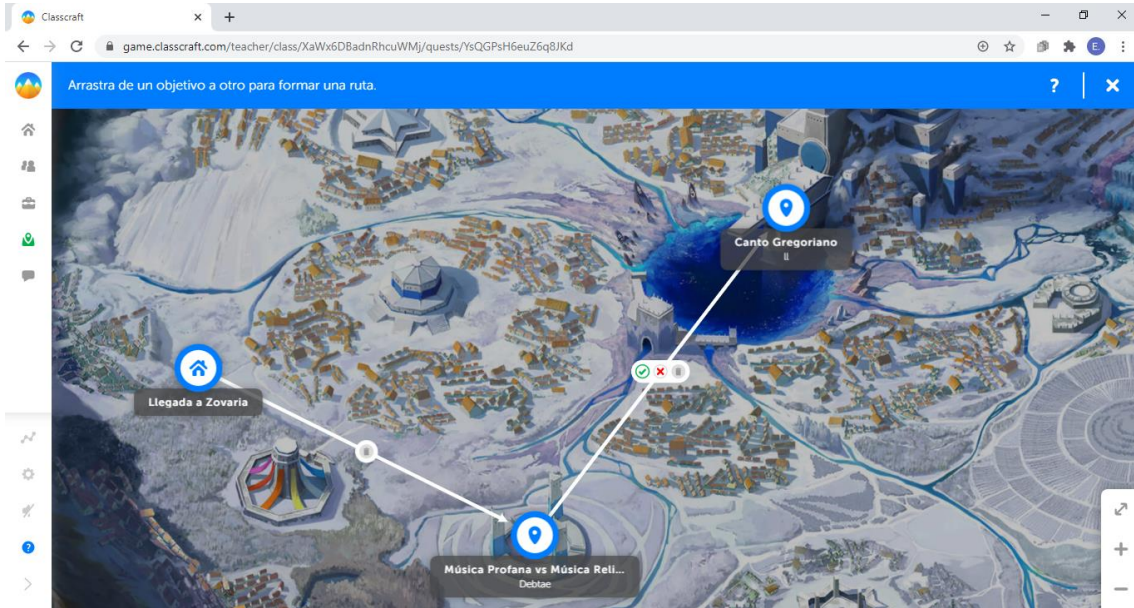 Classcraft
game.classcraft.com/teacher/class/XaWx6DBadnRhcuWMj/quests/YsQGPsH6euZ6q8JKd
E
Arrastra de un objetivo a otro para formar una ruta.
?
Canto Gregoriano
II
Llegada a Zovaria
Música Profana vs Música Reli...
Debtae
?